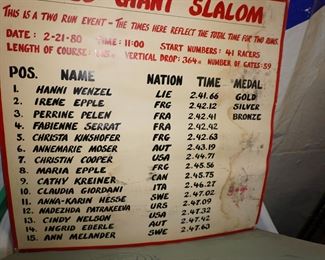 GIANT SLALOM
THIS IS A TWO RUN EVENT - THE TIMES HERE REFLECT THE TOTAL TIME FOR TWO RUNS.
DATE: 2-21-80 TIME: 11:00 START NUMBERS: 41 RACERS
LENGTH OF COURSE: VERTICAL DROP: 364m NUMBER OF GATES: 59
POS. NAME NATION TIME MEDAL
1. HANNI WENZEL LIE 2.41.66 GOLD
2. IRENE EPPLE FRG 2.42.12 SILVER
3. PERRINE PELEN FRA 2.42.41 BRONZE
4. FABIENNE SERRAT FRA 2.42.42
5. CHRISTA KINSHOFER FRG 2.42.63
6. ANNEMARIE MOSER AUT 2.43.19
7. CHRISTIN COOPER USA 2.44.71
8. MARIA EPPLE FRG 2.45.56
9. CATHY KREINER CAN 2.45.75
10. CLAUDIA GIORDANI ITA 2.46.27
11. ANNA-KARIN HESSE SWE 2.47.02
12. NADEZHDA PATRAKEEVA URS 2.47.09
13. CINDY NELSON USA 2.47.32
14. INGRID EBERLE AUT 2.47.42
15. ANN MELANDER SWE 2.47.63